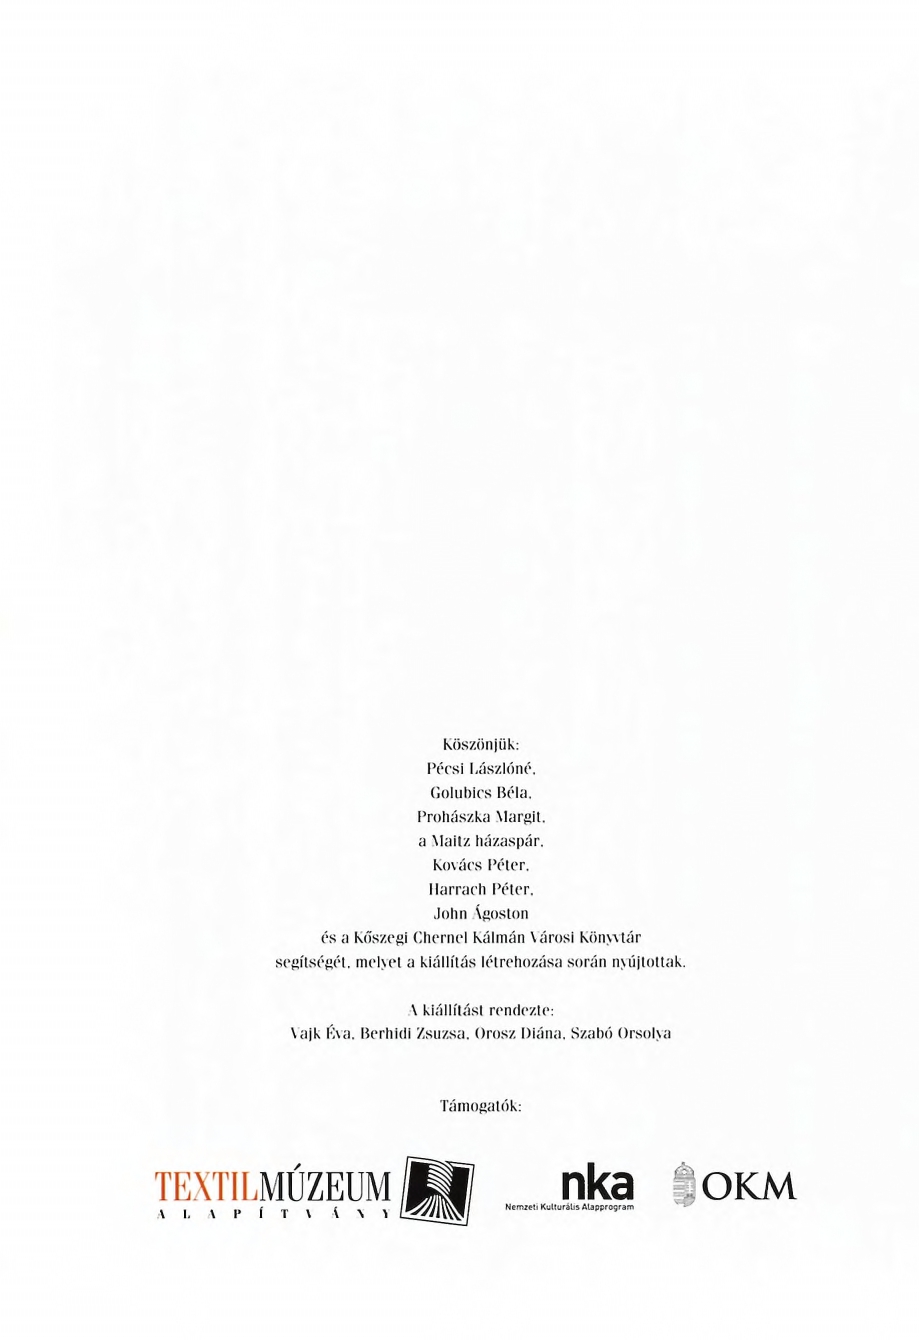 Köszönjük:
Pécsi Lászlóné,
Golubics Béla,
Prohászka Margit,
a Maitz házaspár,
Kovács Péter,
Harrach Péter,
John Ágoston
és a Kőszegi Chernel Kálmán Városi Könyvtár
segítségét, melyet a kiállítás létrehozása során nyújtottak.
A kiállítást rendezte:
Vajk Éva, Berhidi Zsuzsa, Orosz Diána, Szabó Orsolya
Támogatók:
TEXTILMÚZEUM
ALAPÍTVÁNY
nka
Nemzeti Kulturális Alapprogram
OKM